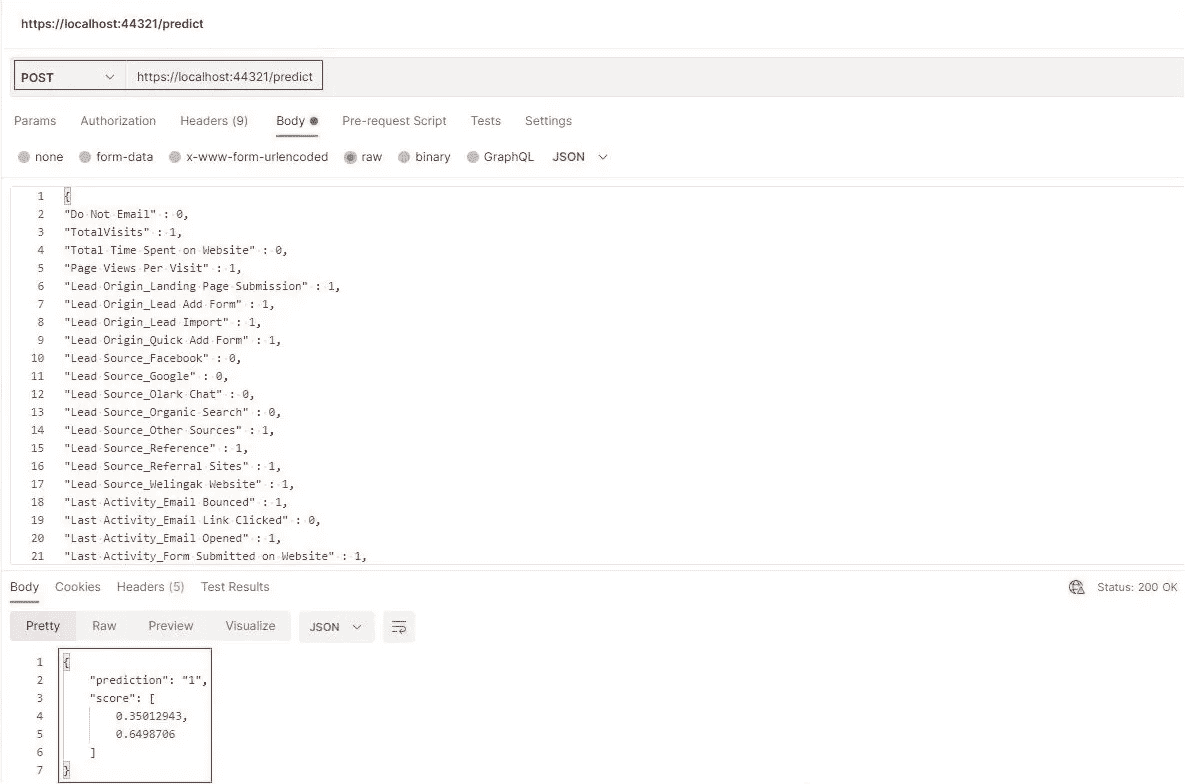 https://localhost:44321/predict
POST https://localhost:44321/predict
Params Authorization Headers (9) Body Pre-request Script Tests Settings
none form-data x-www-form-urlencoded raw binary GraphQL JSON
1 {
2 "Do Not Email" : 0,
3 "TotalVisits" : 1,
4 "Total Time Spent on Website" : 0,
5 "Page Views Per Visit" : 1,
6 "Lead Origin_Landing Page Submission" : 1,
7 "Lead Origin_Lead Add Form" : 1,
8 "Lead Origin_Lead Import" : 1,
9 "Lead Origin_Quick Add Form" : 1,
10 "Lead Source_Facebook" : 0,
11 "Lead Source_Google" : 0,
12 "Lead Source_Olark Chat" : 0,
13 "Lead Source_Organic Search" : 0,
14 "Lead Source_Other Sources" : 1,
15 "Lead Source_Reference" : 1,
16 "Lead Source_Referral Sites" : 1,
17 "Lead Source_Welingak Website" : 1,
18 "Last Activity_Email Bounced" : 1,
19 "Last Activity_Email Link Clicked" : 0,
20 "Last Activity_Email Opened" : 1,
21 "Last Activity_Form Submitted on Website" : 1,
Body Cookies Headers (5) Test Results Status: 200 OK
Pretty Raw Preview Visualize JSON
1 {
2 "prediction": "1",
3 "score": [
4 0.35012943,
5 0.6498706
6 ]
7 }